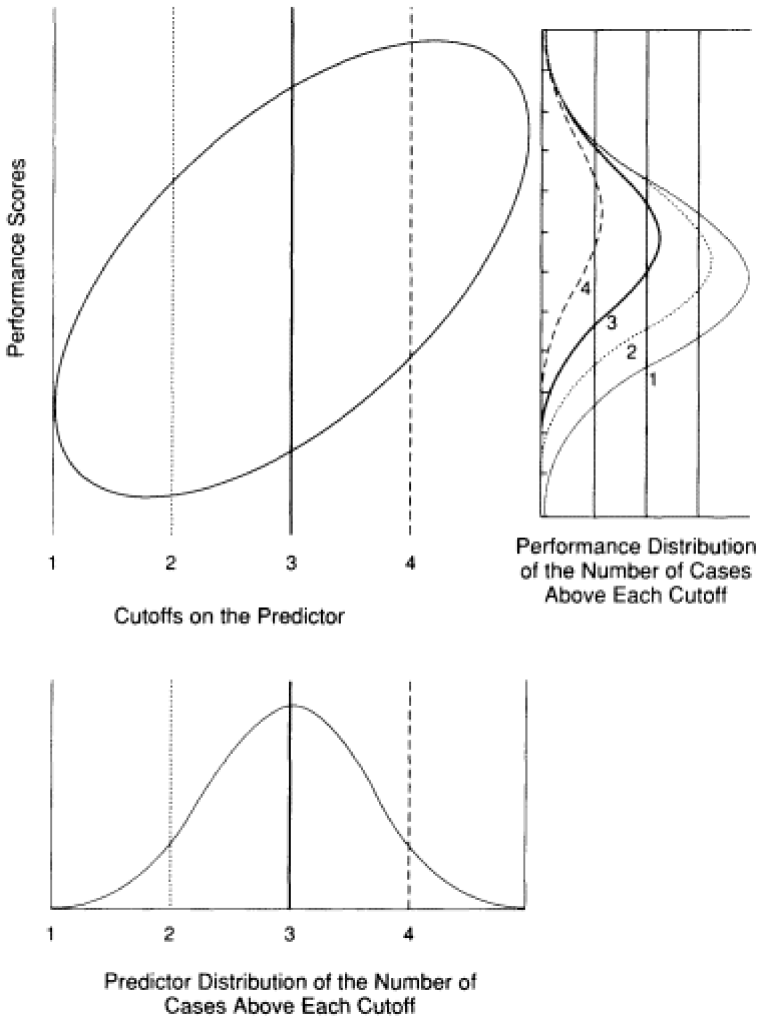 Performance Scores
4
3
2
1
1 2 3 4
Cutoffs on the Predictor
Performance Distribution
of the Number of Cases
Above Each Cutoff
1 2 3 4
Predictor Distribution of the Number of
Cases Above Each Cutoff